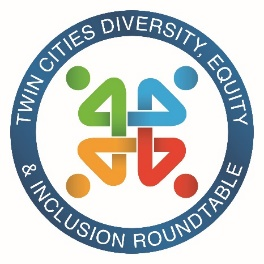 TWIN CITIES DIVERSITY, EQUITY
& INCLUSION ROUNDTABLE